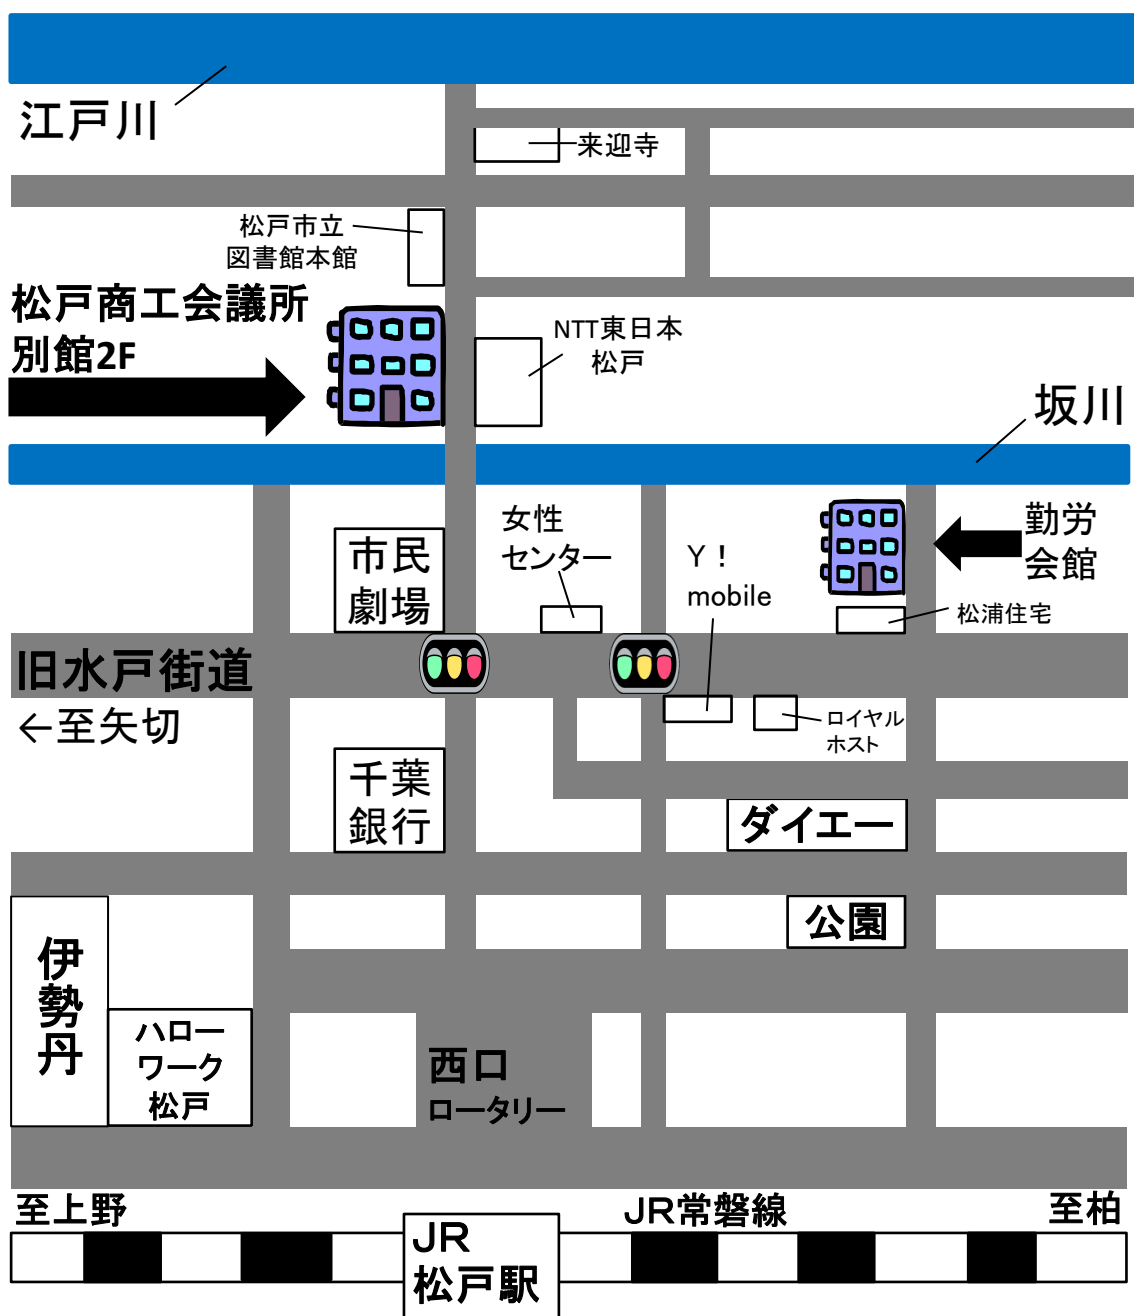 江戸川
来迎寺
松戸市立
図書館本館
松戸商工会議所
別館2F
NTT東日本
松戸
坂川
市民
劇場
女性
センター
Y！
mobile
勤労
会館
松浦住宅
旧水戸街道
←至矢切
ロイヤル
ホスト
千葉
銀行
ダイエー
公園
伊勢丹
ハロー
ワーク
松戸
西口
ロータリー
至上野
JR常磐線
至柏
JR
松戸駅